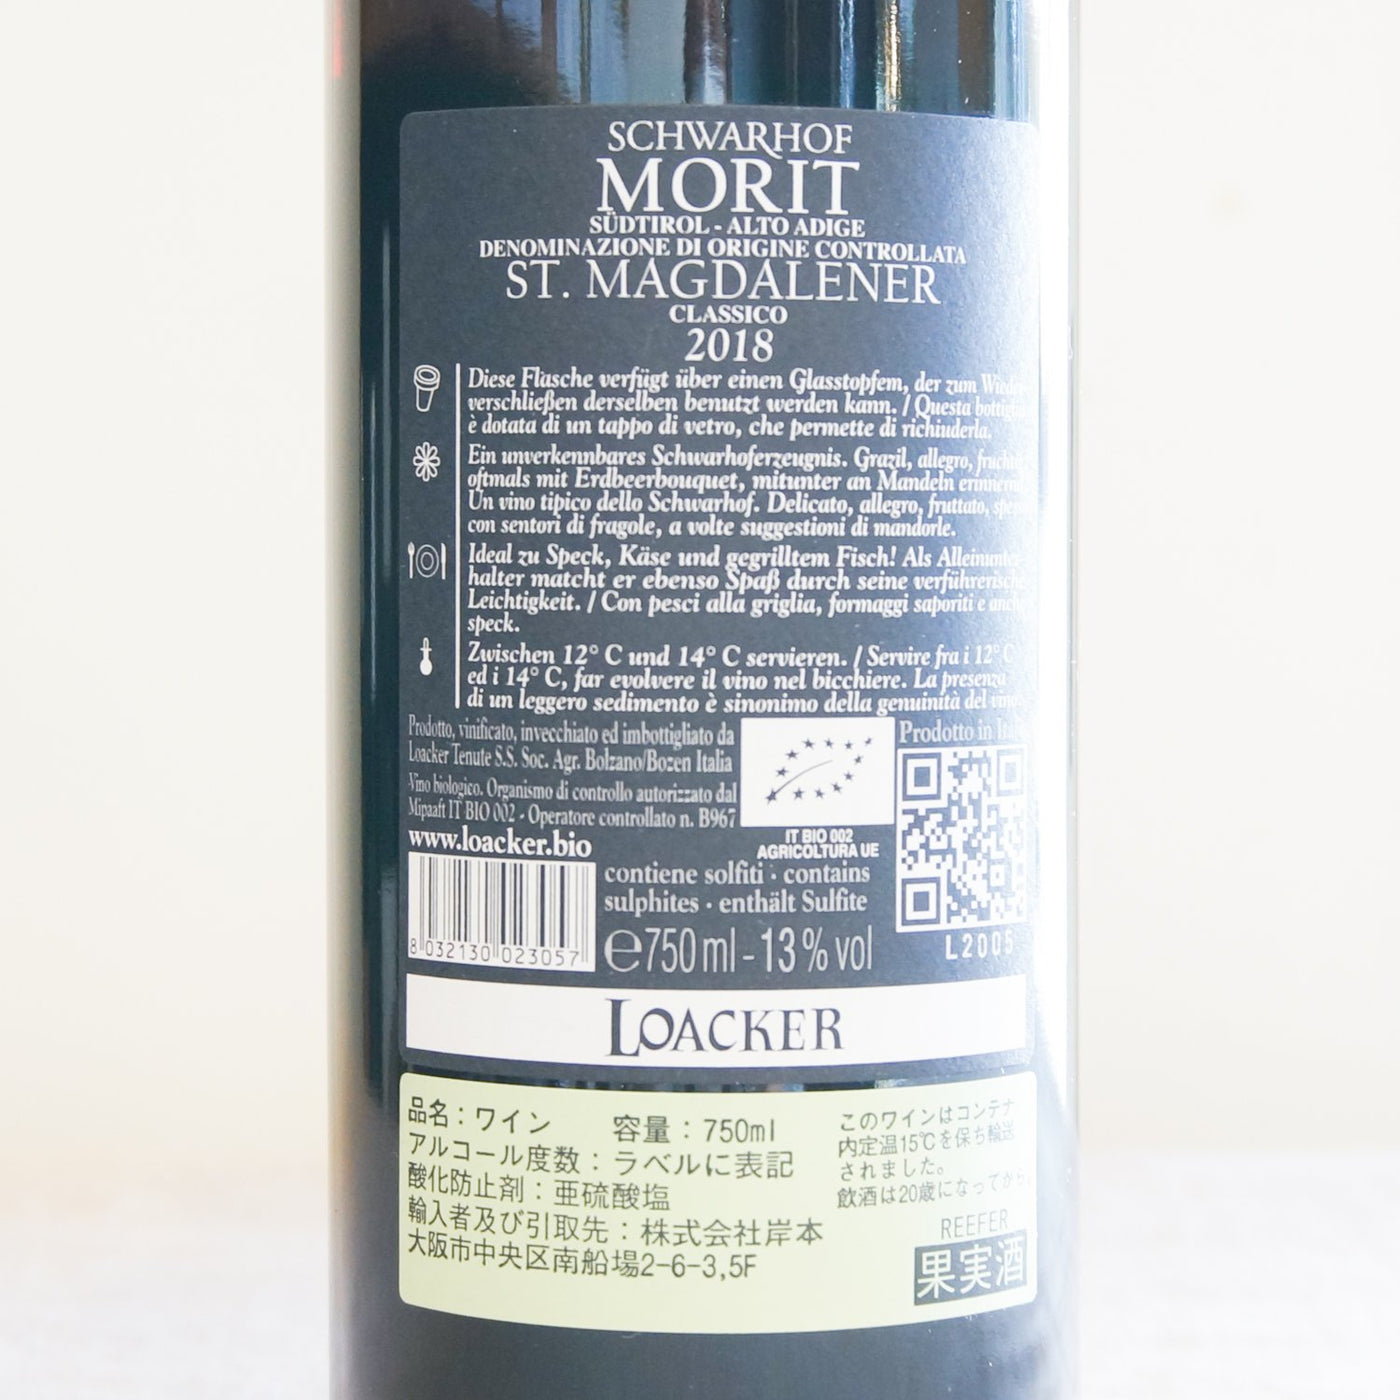 SCHWARHOF
MORIT
SÜDTIROL - ALTO ADIGE
DENOMINAZIONE DI ORIGINE CONTROLLATA
ST. MAGDALENER
CLASSICO
2018
Diese Flasche verfügt über einen Glasstopfem, der zum
verschließen derselben benutzt werden kann. / Questa
è dotata di un tappo di vetro, che permette di richiuderla.
Ein unverkennbares Schwarhoferzeugnis. Grazil, allegro,
oftmals mit Erdbeerbouquet, mitunter an Mandeln
Un vino tipico dello Schwarhof. Delicato, allegro, fruttato,
con sentori di fragole, a volte suggestioni di mandorle.
Ideal zu Speck, Käse und gegrilltem Fisch! Als
halter matcht er ebenso Spaß durch seine
Leichtigkeit. / Con pesci alla griglia, formaggi saporiti e
speck.
Zwischen 12° C und 14° C servieren. / Servire fra i 12° C
ed i 14° C, far evolvere il vino nel bicchiere. La presenza
di un leggero sedimento è sinonimo della genuinità del vino.
Prodotto, vinificato, invecchiato ed imbottigliato da
Loacker Tenute S.S. Soc. Agr. Bolzano/Bozen Italia
Vino biologico. Organismo di controllo autorizzato dal
Mipaaft IT BIO 002 - Operatore controllato n. B967
www.loacker.bio
Prodotto in
IT BIO 002
AGRICOLTURA UE
contiene solfiti · contains
sulphites · enthält Sulfite
8 032130 023057
℮750 ml - 13 % vol
L2005
LOACKER
品名：ワイン　容量：750ml
アルコール度数：ラベルに表記
酸化防止剤：亜硫酸塩
輸入者及び引取先：株式会社岸本
大阪市中央区南船場2-6-3,5F
このワインはコンテナ
内定温15℃を保ち輸送
されました。
飲酒は20歳になってから。
REEFER
果実酒